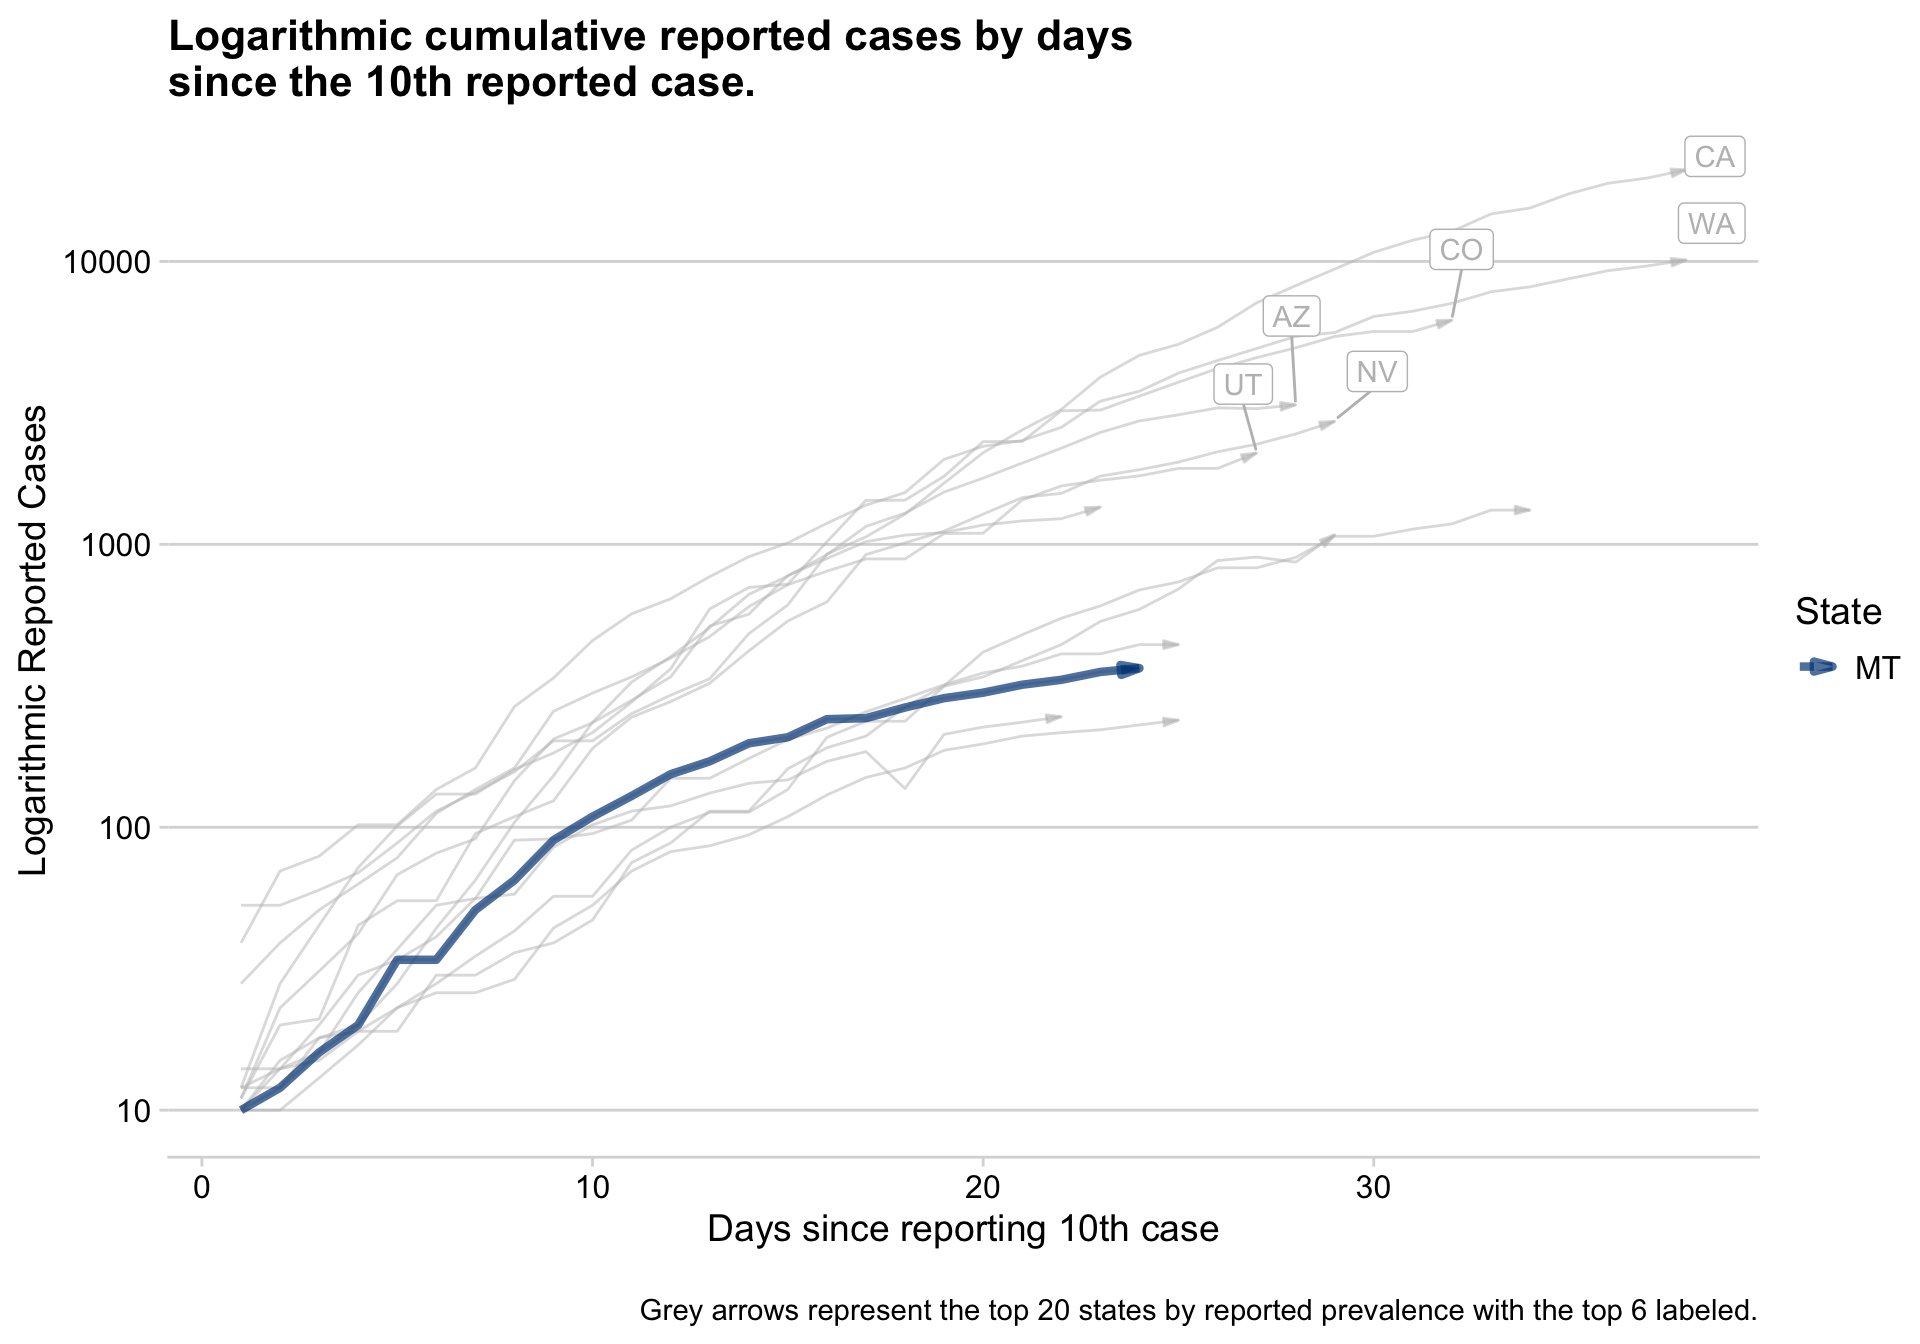 Logarithmic cumulative reported cases by days
since the 10th reported case.
CA
WA
10000
CO
AZ
NV
UT
Logarithmic Reported Cases
1000
State
MT
100
10
0 10 20 30
Days since reporting 10th case
Grey arrows represent the top 20 states by reported prevalence with the top 6 labeled.